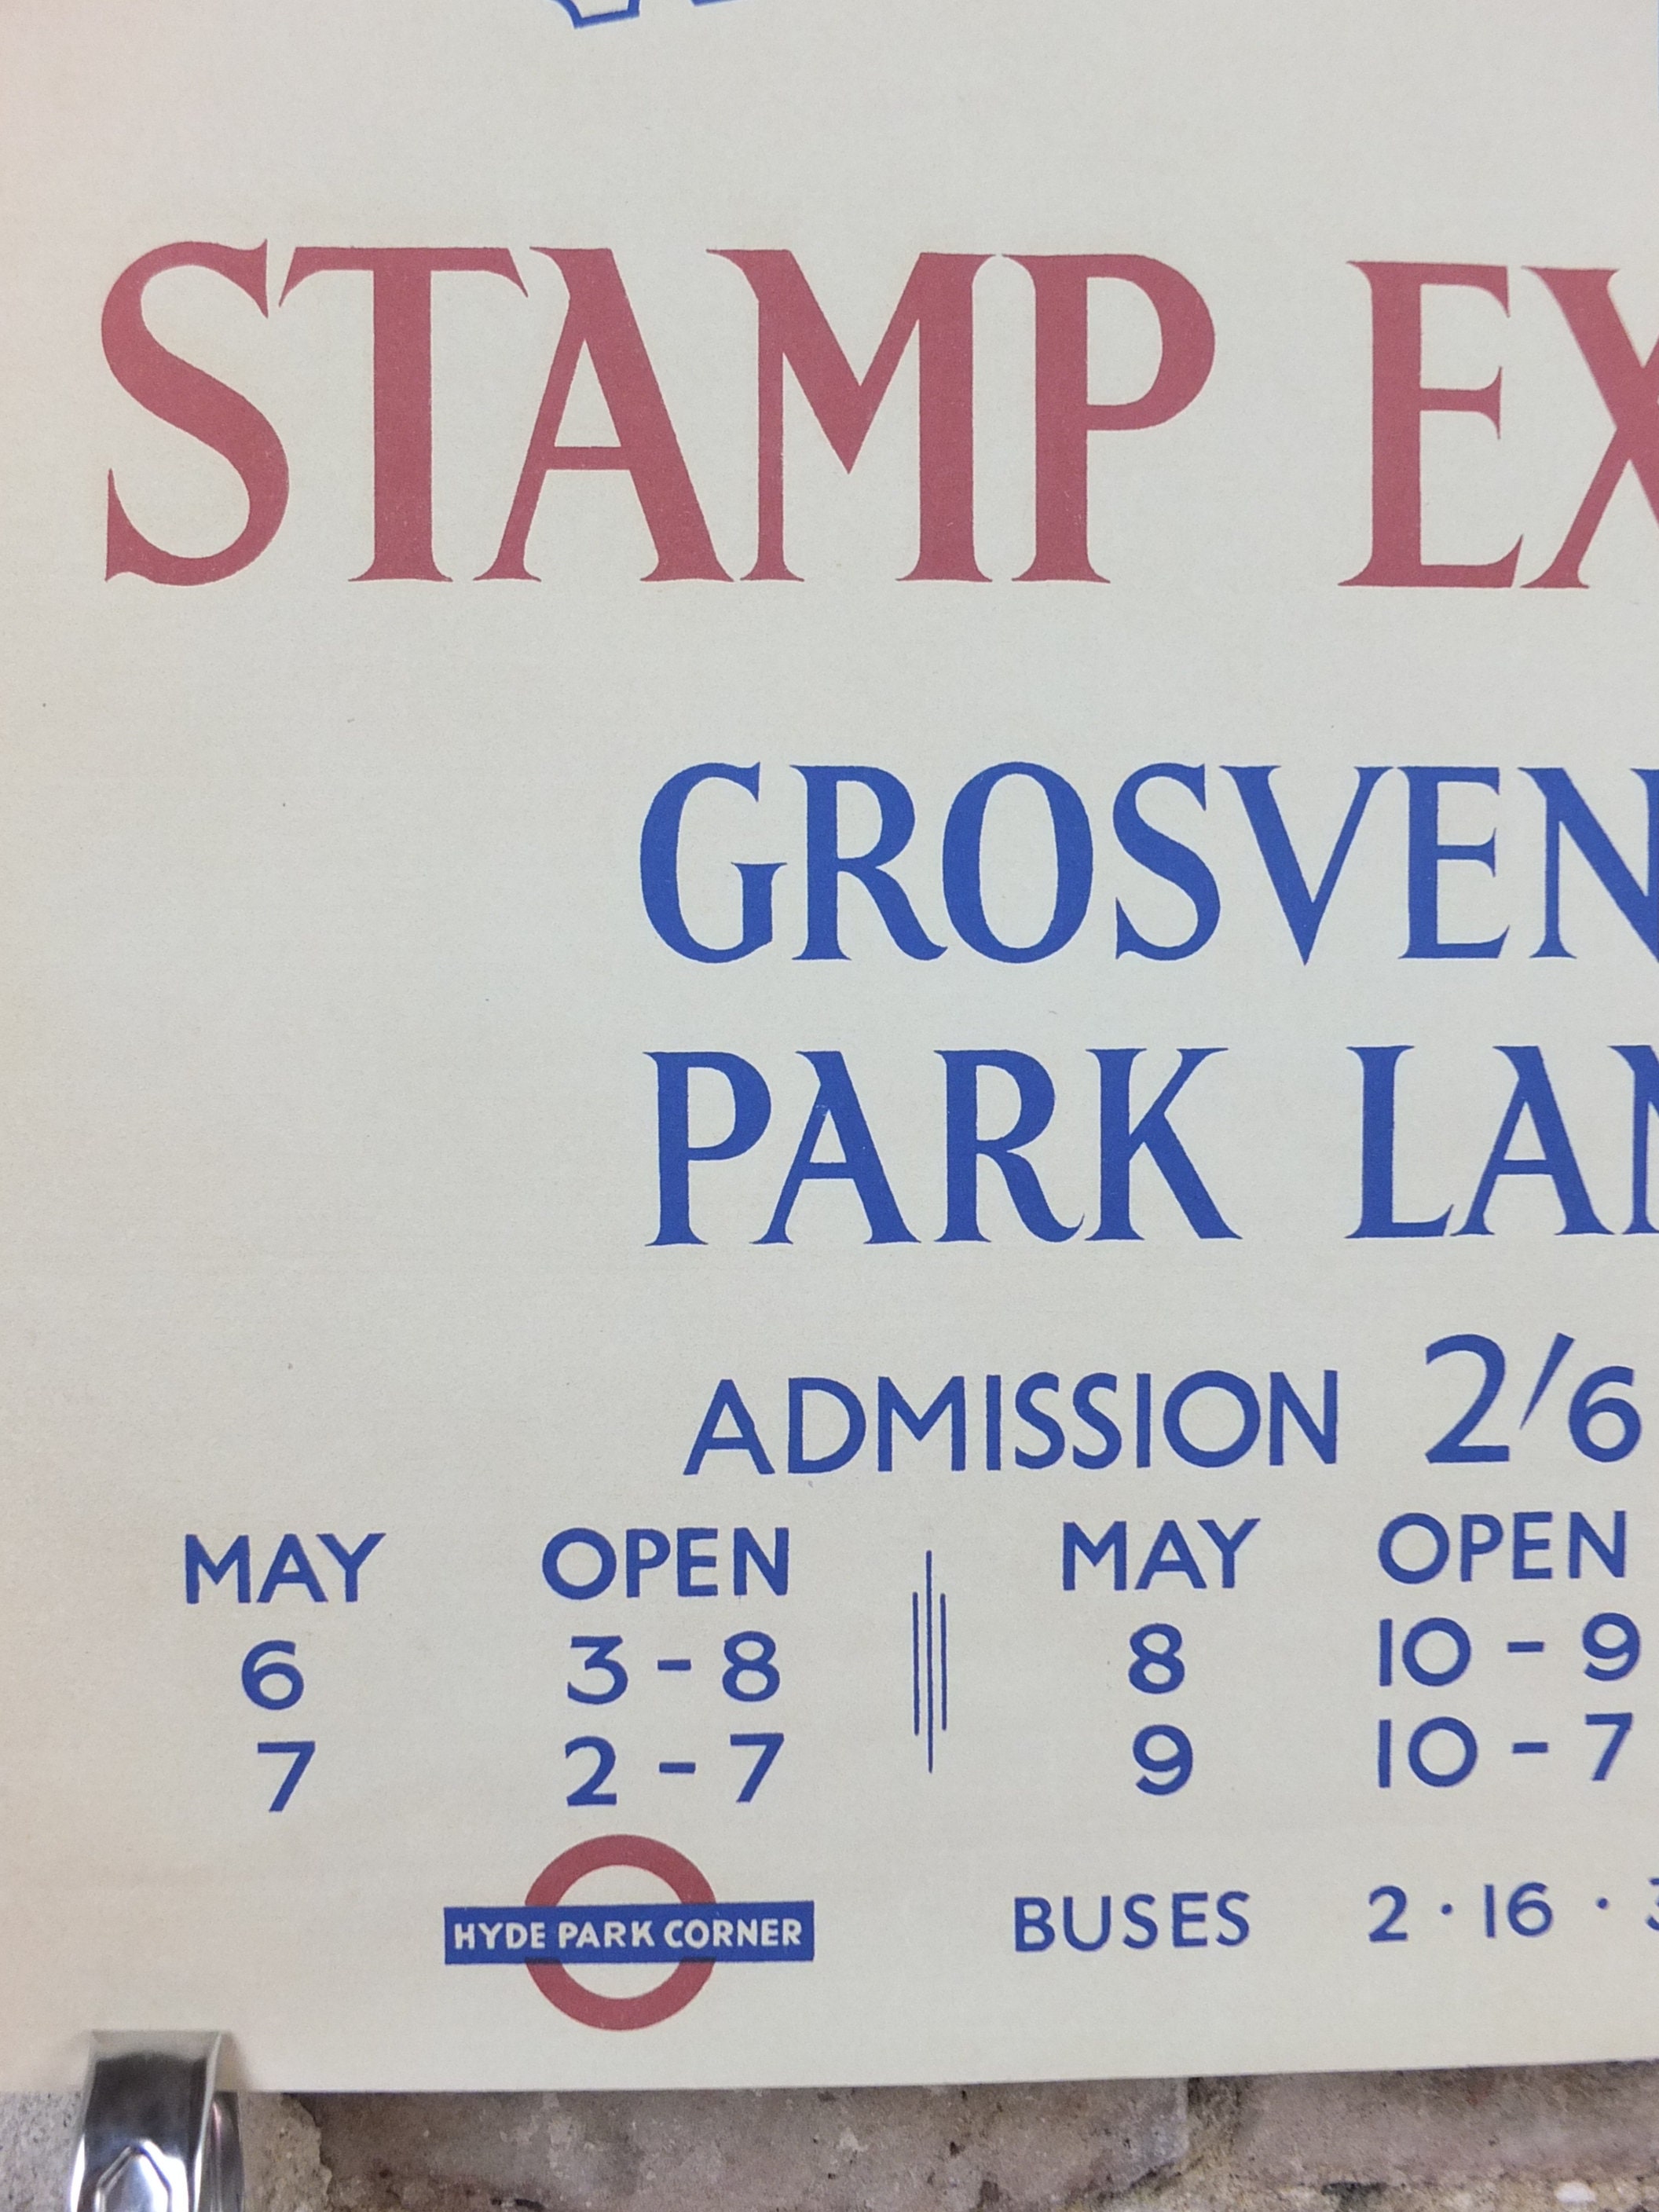 STAMP EX
GROSVEN
PARK LAN
ADMISSION 2/6
MAY OPEN MAY OPEN
6 3-8 8 10-9
7 2-7 9 10-7
HYDE PARK CORNER BUSES 2·16·